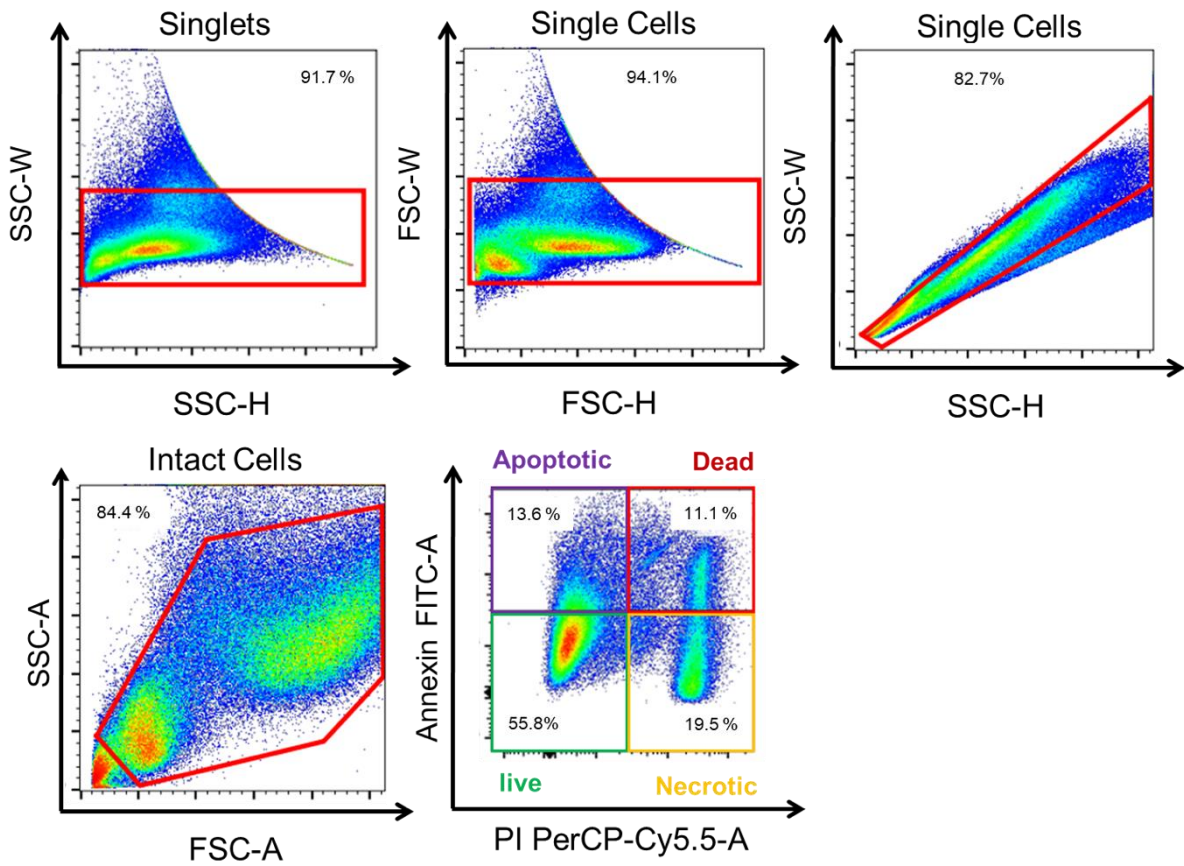 Singlets
Single Cells
Single Cells
91.7 %
94.1%
82.7%
SSC-W
FSC-W
SSC-W
SSC-H
FSC-H
SSC-H
Intact Cells
Apoptotic
Dead
84.4 %
13.6 %
11.1 %
SSC-A
Annexin FITC-A
55.8%
19.5 %
live
Necrotic
FSC-A
PI PerCP-Cy5.5-A